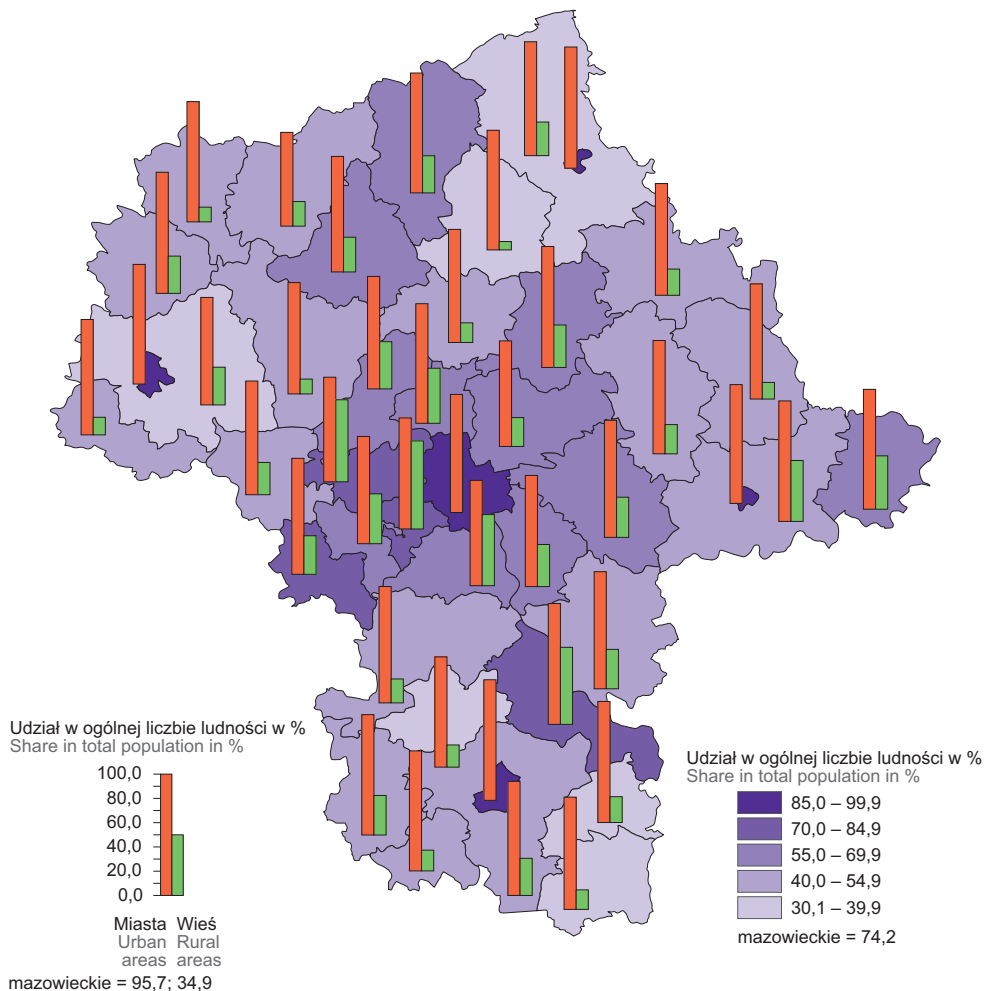 Udział w ogólnej liczbie ludności w %
Share in total population in %
100,0
80,0
60,0
40,0
20,0
0,0
Miasta Wieś
Urban Rural
areas areas
mazowieckie = 95,7; 34,9
Udział w ogólnej liczbie ludności w %
Share in total population in %
85,0 – 99,9
70,0 – 84,9
55,0 – 69,9
40,0 – 54,9
30,1 – 39,9
mazowieckie = 74,2